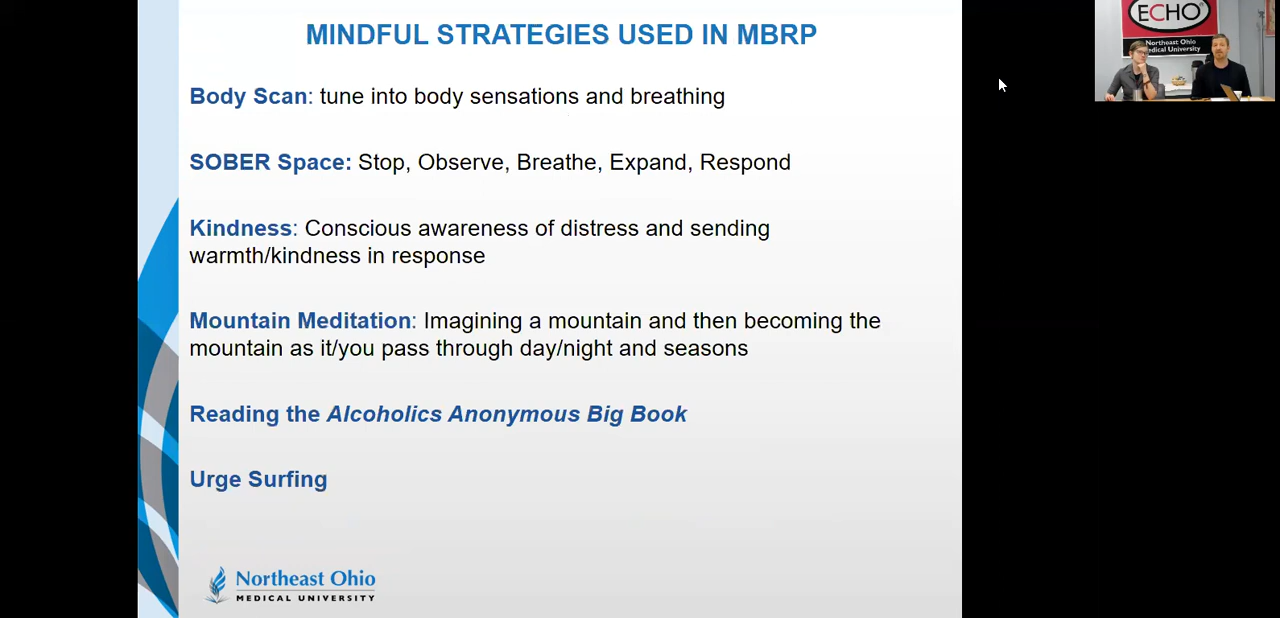 MINDFUL STRATEGIES USED IN MBRP
Body Scan: tune into body sensations and breathing
SOBER Space: Stop, Observe, Breathe, Expand, Respond
Kindness: Conscious awareness of distress and sending
warmth/kindness in response
Mountain Meditation: Imagining a mountain and then becoming the
mountain as it/you pass through day/night and seasons
Reading the Alcoholics Anonymous Big Book
Urge Surfing
Northeast Ohio
MEDICAL UNIVERSITY
ECHO®
Northeast Ohio
Medical University